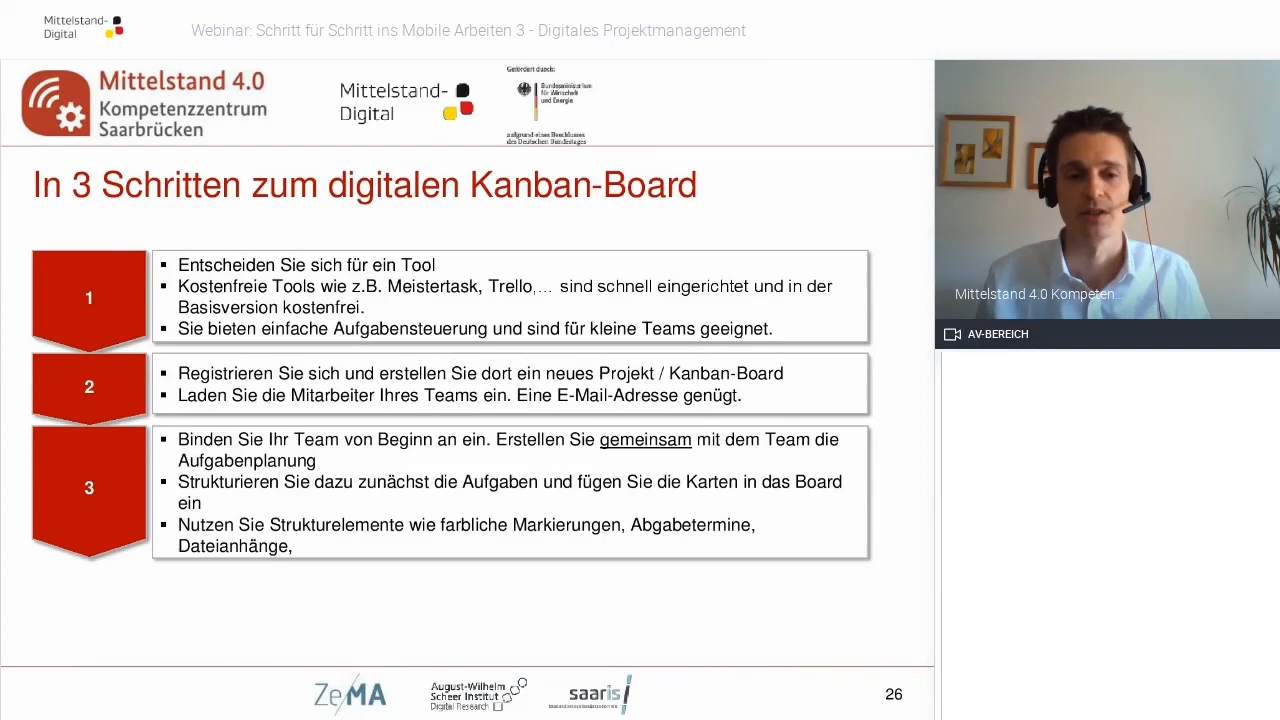 Mittelstand-
Digital
Webinar: Schritt für Schritt ins Mobile Arbeiten 3 - Digitales Projektmanagement
Mittelstand 4.0
Kompetenzzentrum
Saarbrücken
Mittelstand-
Digital
Gefördert durch:
Bundesministerium
für Wirtschaft
und Energie
aufgrund eines Beschlusses
des Deutschen Bundestages
In 3 Schritten zum digitalen Kanban-Board
1
▪ Entscheiden Sie sich für ein Tool
▪ Kostenfreie Tools wie z.B. Meistertask, Trello,... sind schnell eingerichtet und in der
Basisversion kostenfrei.
▪ Sie bieten einfache Aufgabensteuerung und sind für kleine Teams geeignet.
2
▪ Registrieren Sie sich und erstellen Sie dort ein neues Projekt / Kanban-Board
▪ Laden Sie die Mitarbeiter Ihres Teams ein. Eine E-Mail-Adresse genügt.
3
▪ Binden Sie Ihr Team von Beginn an ein. Erstellen Sie gemeinsam mit dem Team die
Aufgabenplanung
▪ Strukturieren Sie dazu zunächst die Aufgaben und fügen Sie die Karten in das Board
ein
▪ Nutzen Sie Strukturelemente wie farbliche Markierungen, Abgabetermine,
Dateianhänge,
Mittelstand 4.0 Kompeten...
AV-BEREICH
ZeMA
August-Wilhelm
Scheer Institut
Digital Research
saaris
26